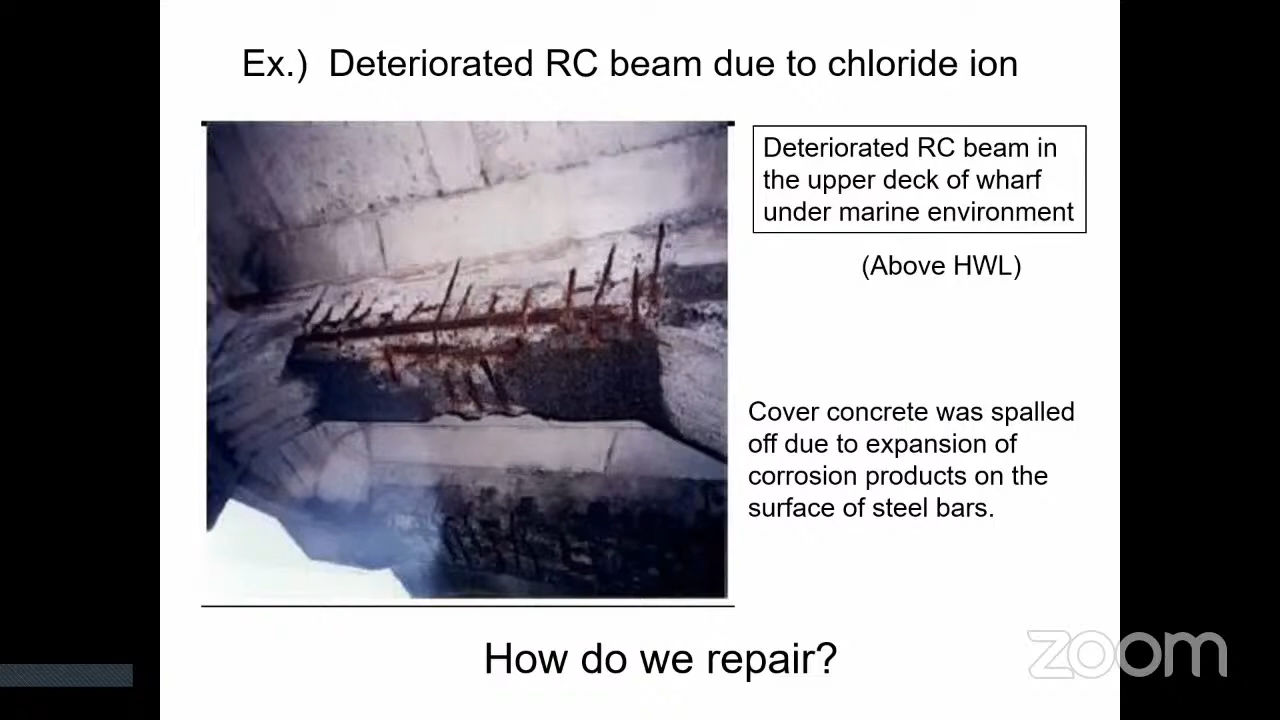 Ex.) Deteriorated RC beam due to chloride ion
Deteriorated RC beam in
the upper deck of wharf
under marine environment
(Above HWL)
Cover concrete was spalled
off due to expansion of
corrosion products on the
surface of steel bars.
How do we repair?
zoom